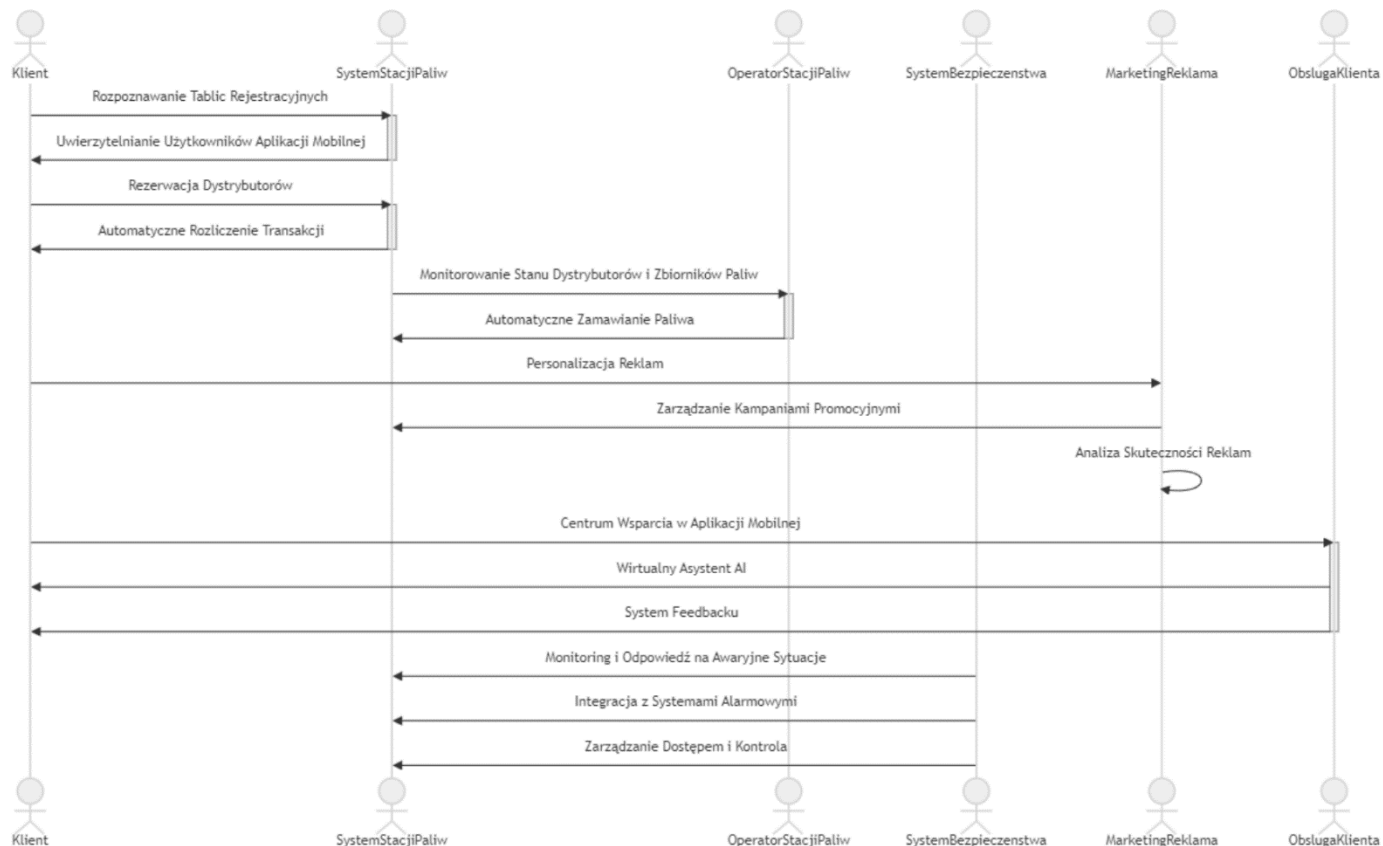 Klient
SystemStacjiPaliw
OperatorStacjiPaliw
SystemBezpieczenstwa
MarketingReklama
ObslugaKlienta
Rozpoznawanie Tablic Rejestracyjnych
Uwierzytelnianie Użytkowników Aplikacji Mobilnej
Rezerwacja Dystrybutorów
Automatyczne Rozliczenie Transakcji
Monitorowanie Stanu Dystrybutorów i Zbiorników Paliw
Automatyczne Zamawianie Paliwa
Personalizacja Reklam
Zarządzanie Kampaniami Promocyjnymi
Analiza Skuteczności Reklam
Centrum Wsparcia w Aplikacji Mobilnej
Wirtualny Asystent AI
System Feedbacku
Monitoring i Odpowiedź na Awaryjne Sytuacje
Integracja z Systemami Alarmowymi
Zarządzanie Dostępem i Kontrola
Klient
SystemStacjiPaliw
OperatorStacjiPaliw
SystemBezpieczenstwa
MarketingReklama
ObslugaKlienta